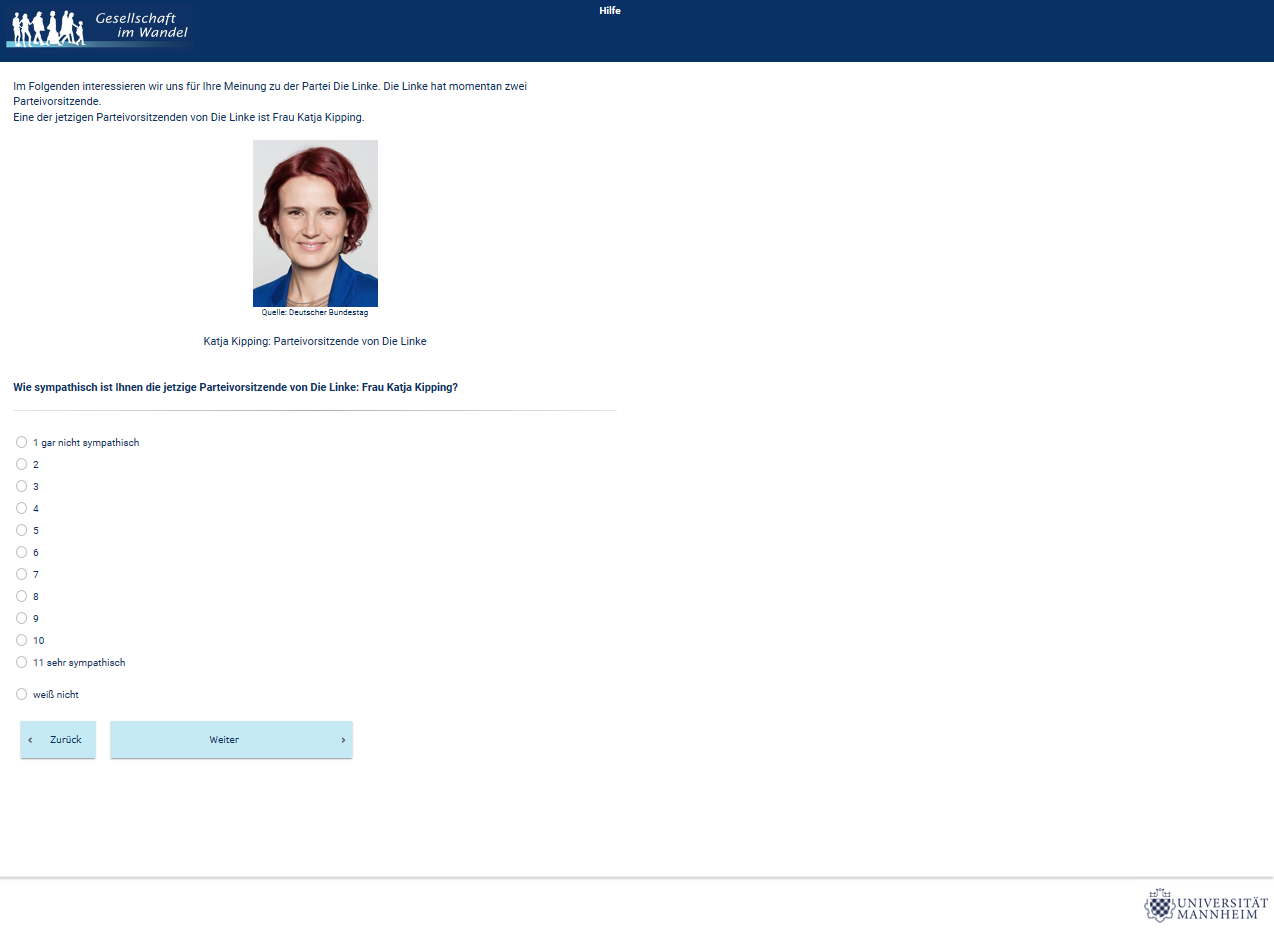 Gesellschaft
im Wandel
Hilfe
Im Folgenden interessieren wir uns für Ihre Meinung zu der Partei Die Linke. Die Linke hat momentan zwei
Parteivorsitzende.
Eine der jetzigen Parteivorsitzenden von Die Linke ist Frau Katja Kipping.
Quelle: Deutscher Bundestag
Katja Kipping: Parteivorsitzende von Die Linke
Wie sympathisch ist Ihnen die jetzige Parteivorsitzende von Die Linke: Frau Katja Kipping?
1 gar nicht sympathisch
2
3
4
5
6
7
8
9
10
11 sehr sympathisch
weiß nicht
‹ Zurück
Weiter ›
UNIVERSITÄT
MANNHEIM